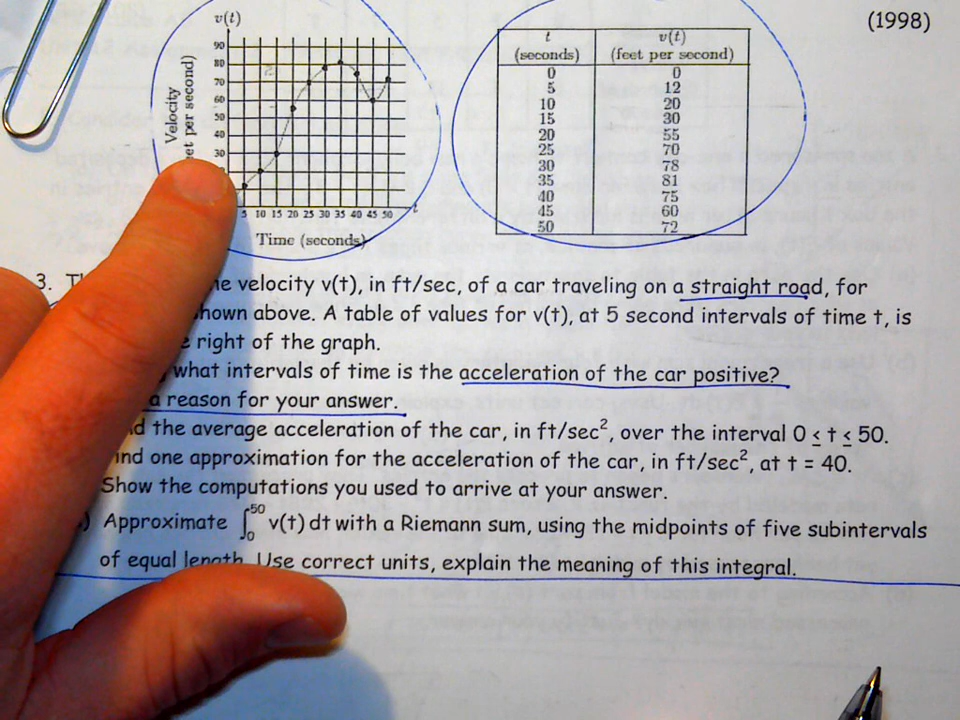 (1998)
v(t)
90
80
70
60
50
40
30
Velocity
et per second)
5 10 15 20 25 30 35 40 45 50 t
Time (seconds)
t v(t)
(seconds) (feet per second)
0 0
5 12
10 20
15 30
20 55
25 70
30 78
35 81
40 75
45 60
50 72
3. Th he velocity v(t), in ft/sec, of a car traveling on a straight road, for
hown above. A table of values for v(t), at 5 second intervals of time t, is
right of the graph.
what intervals of time is the acceleration of the car positive?
a reason for your answer.
d the average acceleration of the car, in ft/sec², over the interval 0 ≤ t ≤ 50.
ind one approximation for the acceleration of the car, in ft/sec², at t = 40.
Show the computations you used to arrive at your answer.
) Approximate ∫₀⁵⁰ v(t) dt with a Riemann sum, using the midpoints of five subintervals
of equal length. Use correct units, explain the meaning of this integral.